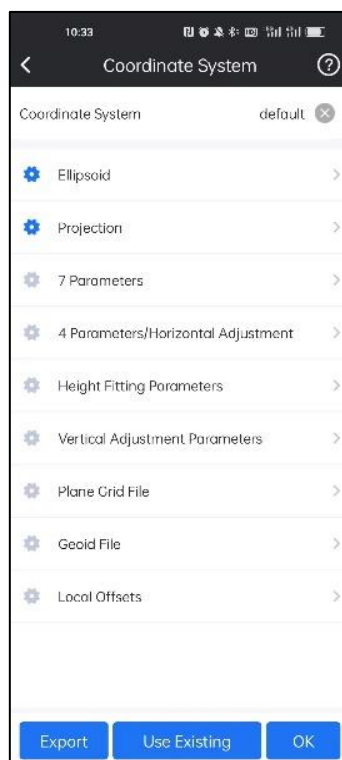 10:33
Coordinate System
Coordinate System default
Ellipsoid
Projection
7 Parameters
4 Parameters/Horizontal Adjustment
Height Fitting Parameters
Vertical Adjustment Parameters
Plane Grid File
Geoid File
Local Offsets
Export Use Existing OK